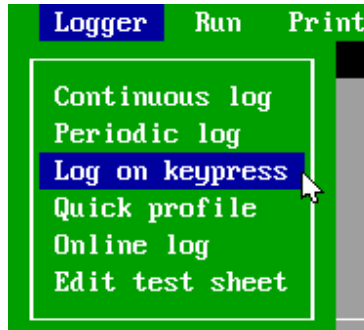 Logger Run Print
Continuous log
Periodic log
Log on keypress
Quick profile
Online log
Edit test sheet